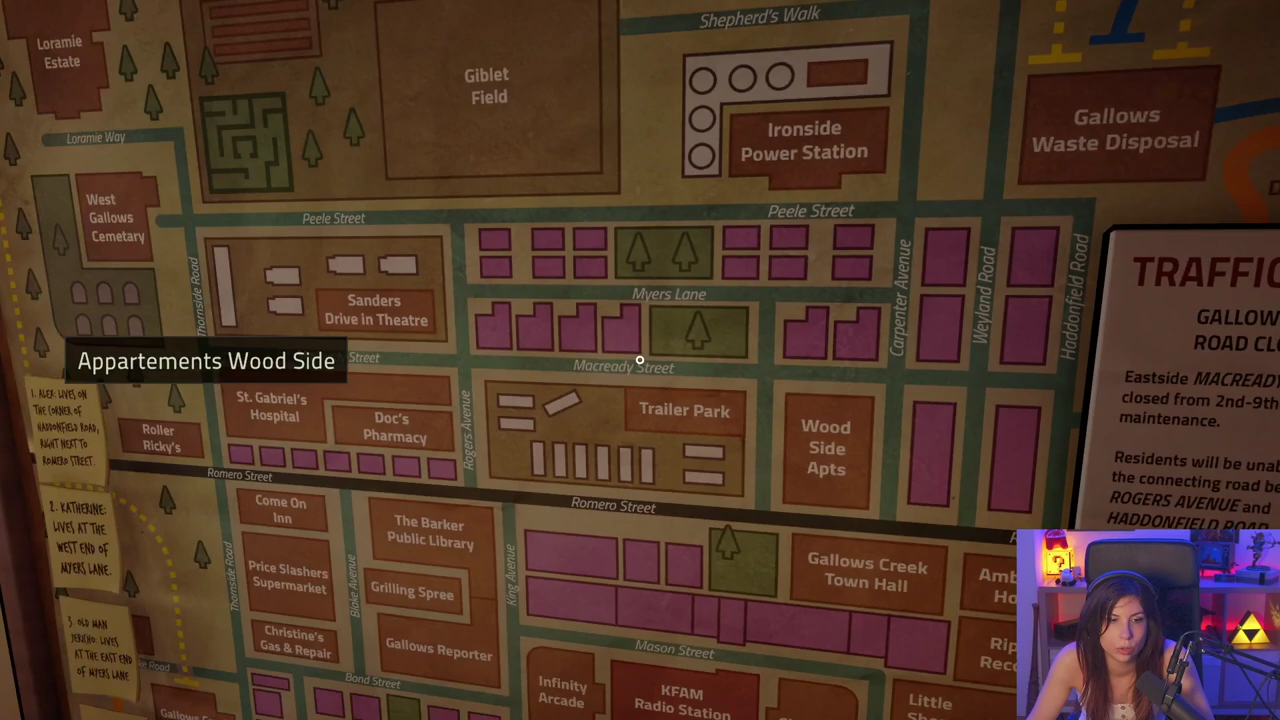 Shepherd's Walk
Loramie
Estate
Giblet
Field
Gallows
Waste Disposal
Ironside
Power Station
Loramie Way
West
Gallows
Cemetary
Peele Street
Peele Street
Thornside Road
Sanders
Drive in Theatre
Myers Lane
Carpenter Avenue
Weyland Road
Haddonfield Road
TRAFFIC
GALLOW
ROAD CLO
Eastside MACREADY
closed from 2nd-9th
maintenance.
Residents will be unab
the connecting road be
ROGERS AVENUE and
HADDONFIELD ROAD
Appartements Wood Side
Street
Macready Street
1. ALEX: LIVES ON
THE CORNER OF
HADDONFIELD ROAD,
RIGHT NEXT TO
ROMERO STREET.
Roller
Ricky's
St. Gabriel's
Hospital
Doc's
Pharmacy
Rogers Avenue
Trailer Park
Wood
Side
Apts
Romero Street
Romero Street
2. KATHERINE:
LIVES AT THE
WEST END OF
MYERS LANE.
Come On
Inn
The Barker
Public Library
Price Slashers
Supermarket
Grilling Spree
Thornside Road
Blake Avenue
King Avenue
Gallows Creek
Town Hall
Amb
Ho
3. OLD MAN
JERICHO: LIVES
AT THE EAST END
OF MYERS LANE
Christine's
Gas & Repair
Gallows Reporter
Mason Street
Rip
Reco
Road
Bond Street
Infinity
Arcade
KFAM
Radio Station
Little